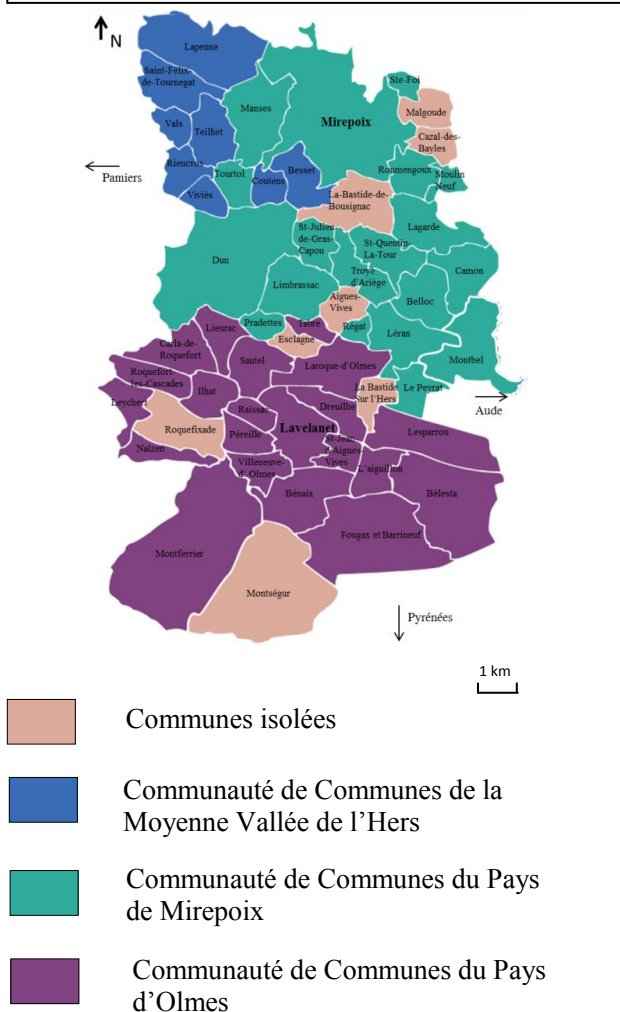 N
Lapenne
Saint-Félix-
de-Tournegat
Ste-Foi
Manses
Malgoude
Vals
Teilhet
Mirepoix
Cazal-des-
Bayles
Pamiers
Rieucros
Tourtol
Coutens
Besset
Roumengoux
Moulin
Neuf
Viviès
La-Bastide-de-
Bousignac
St-Julien
de-Gras-
Capou
Lagarde
St-Quentin-
La-Tour
Dun
Troye
d'Ariège
Camon
Limbrassac
Aigues-
Vives
Belloc
Lieurac
Pradettes
Tabre
Régat
Léran
Carla-de-
Roquefort
Esclagne
Montbel
Sautel
Laroque-d'Olmes
Roquefort-
les-Cascades
Ilhat
La Bastide
Sur l'Hers
Le Peyrat
Aude
Leychert
Raissac
Dreuilhe
Roquefixade
Péreille
Lavelanet
Lesparrou
Nalzen
St-Jean
d'Aigues-
Vives
Villeneuve-
d'Olmes
L'aiguillon
Bénaix
Bélesta
Fougax et Barrineuf
Montferrier
Montségur
Pyrénées
1 km
Communes isolées
Communauté de Communes de la
Moyenne Vallée de l'Hers
Communauté de Communes du Pays
de Mirepoix
Communauté de Communes du Pays
d'Olmes